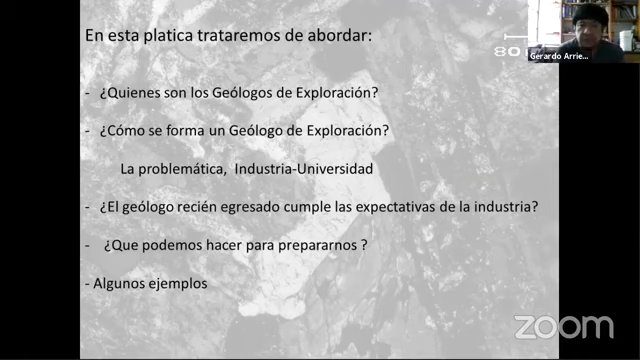 En esta platica trataremos de abordar:
- ¿Quienes son los Geólogos de Exploración?
- ¿Cómo se forma un Geólogo de Exploración?
La problemática, Industria-Universidad
- ¿El geólogo recién egresado cumple las expectativas de la industria?
- ¿Que podemos hacer para prepararnos ?
- Algunos ejemplos
80
Gerardo Arrie...
zoom